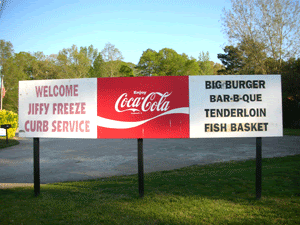 WELCOME
JIFFY FREEZE
CURB SERVICE
Enjoy
Coca-Cola
BIG BURGER
BAR-B-QUE
TENDERLOIN
FISH BASKET